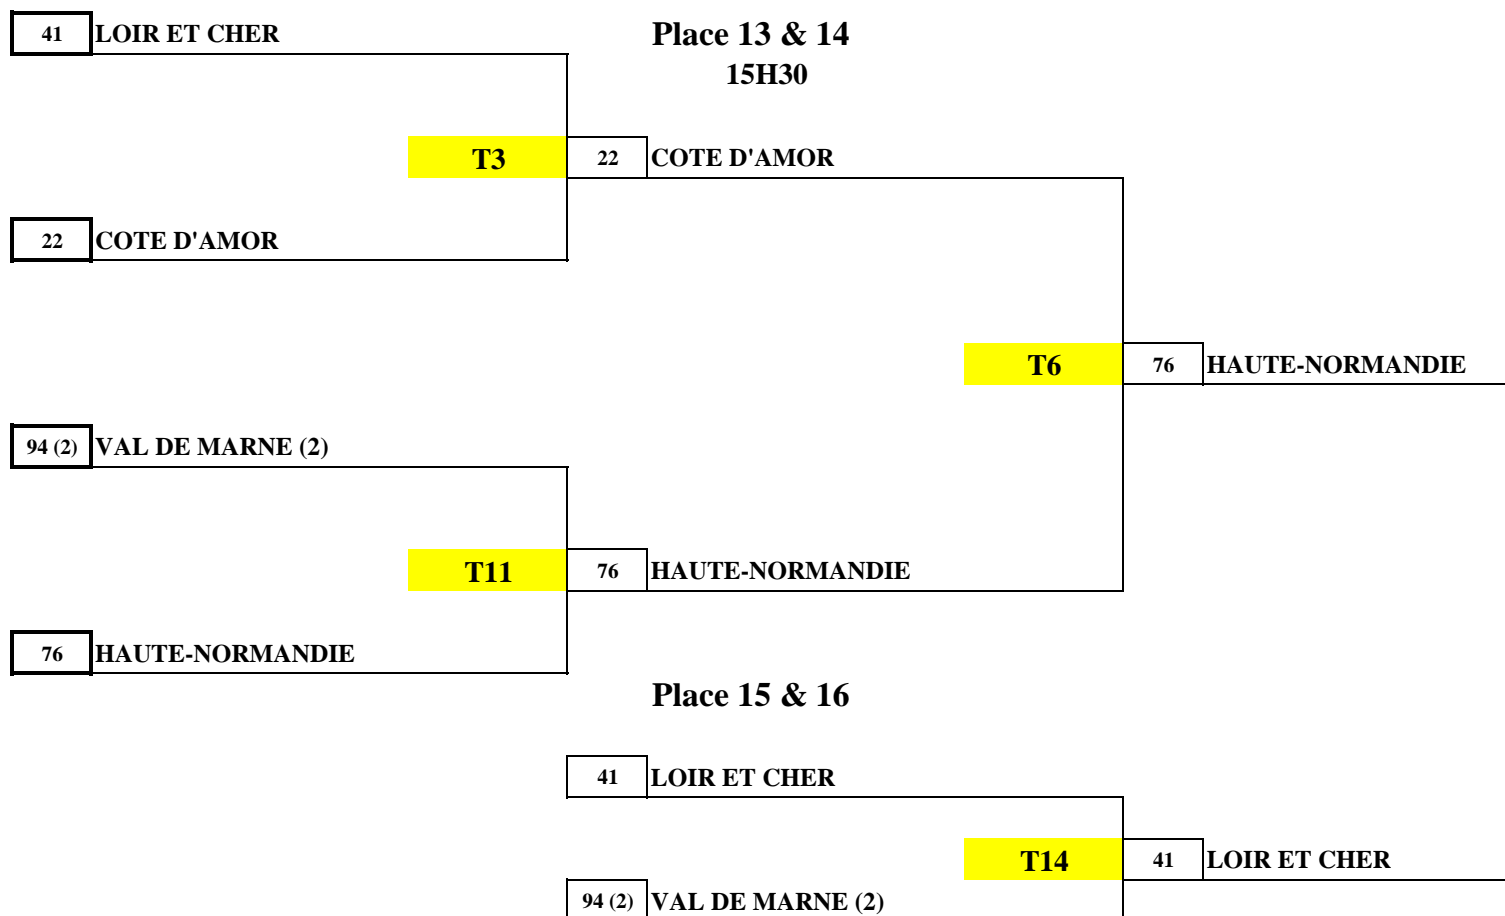 41 LOIR ET CHER
Place 13 & 14
15H30
T3 22 COTE D'AMOR
22 COTE D'AMOR
T6 76 HAUTE-NORMANDIE
94 (2) VAL DE MARNE (2)
T11 76 HAUTE-NORMANDIE
76 HAUTE-NORMANDIE
Place 15 & 16
41 LOIR ET CHER
T14 41 LOIR ET CHER
94 (2) VAL DE MARNE (2)